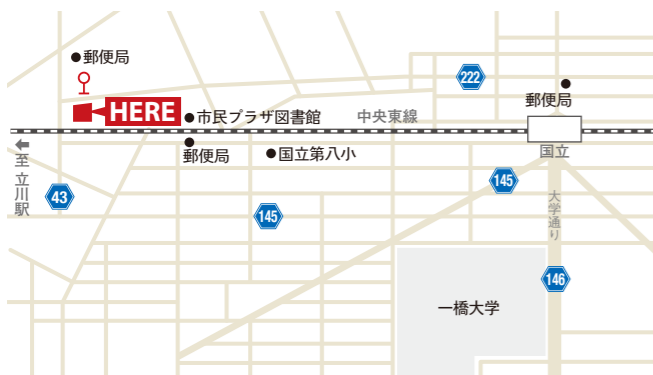 郵便局
222
郵便局
HERE
市民プラザ図書館
中央東線
郵便局
国立第八小
国立
至 立川駅
43
145
145
大学通り
146
一橋大学